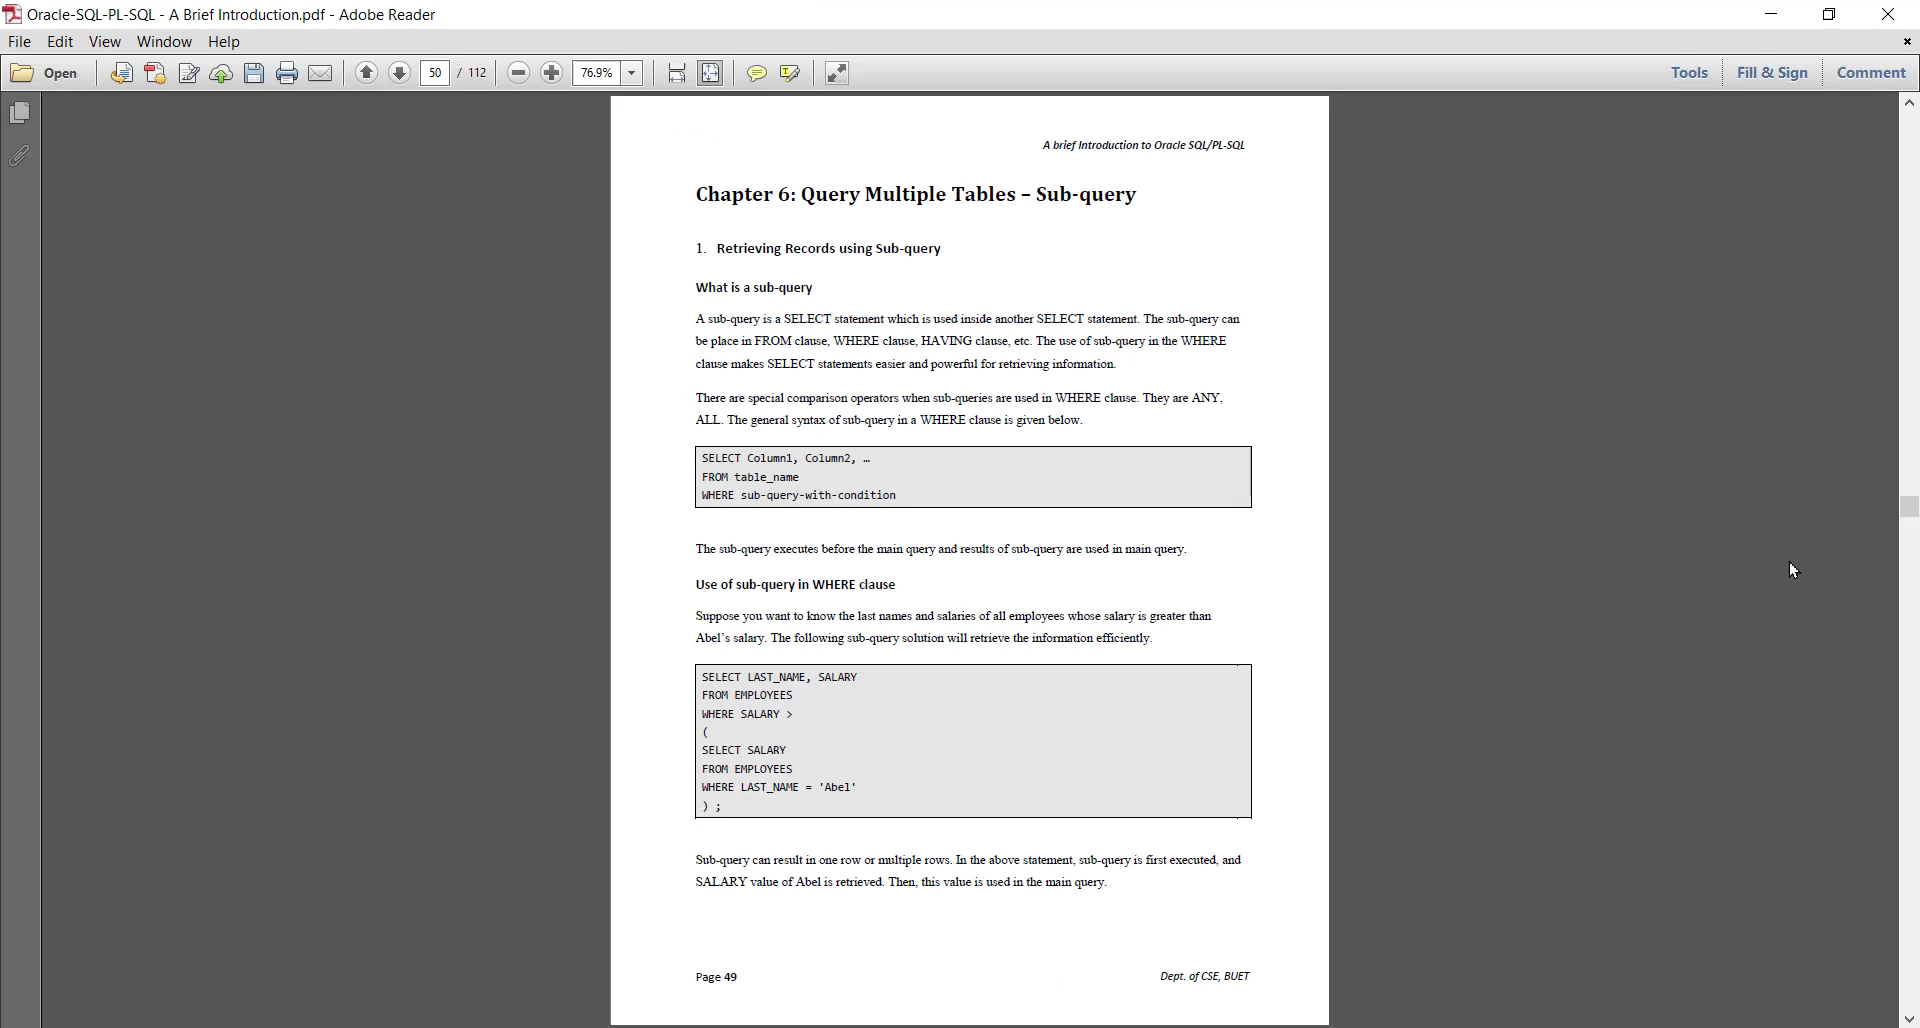 Oracle-SQL-PL-SQL - A Brief Introduction.pdf - Adobe Reader
File Edit View Window Help
Open 50 / 112 76.9% Tools Fill & Sign Comment
A brief Introduction to Oracle SQL/PL-SQL
Chapter 6: Query Multiple Tables – Sub-query
1. Retrieving Records using Sub-query
What is a sub-query
A sub-query is a SELECT statement which is used inside another SELECT statement. The sub-query can
be place in FROM clause, WHERE clause, HAVING clause, etc. The use of sub-query in the WHERE
clause makes SELECT statements easier and powerful for retrieving information.
There are special comparison operators when sub-queries are used in WHERE clause. They are ANY,
ALL. The general syntax of sub-query in a WHERE clause is given below.
SELECT Column1, Column2, …
FROM table_name
WHERE sub-query-with-condition
The sub-query executes before the main query and results of sub-query are used in main query.
Use of sub-query in WHERE clause
Suppose you want to know the last names and salaries of all employees whose salary is greater than
Abel’s salary. The following sub-query solution will retrieve the information efficiently.
SELECT LAST_NAME, SALARY
FROM EMPLOYEES
WHERE SALARY >
(
SELECT SALARY
FROM EMPLOYEES
WHERE LAST_NAME = 'Abel'
) ;
Sub-query can result in one row or multiple rows. In the above statement, sub-query is first executed, and
SALARY value of Abel is retrieved. Then, this value is used in the main query.
Page 49 Dept. of CSE, BUET